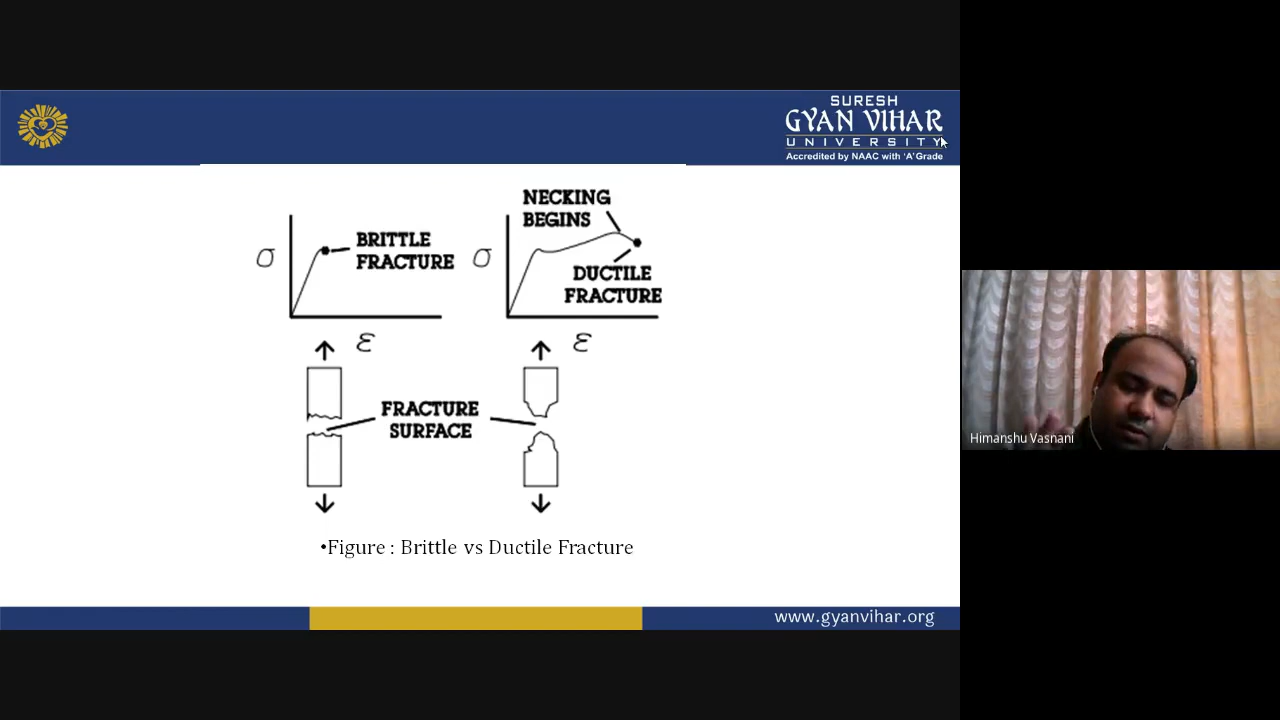 SURESH
GYAN VIHAR
UNIVERSITY
Accredited by NAAC with 'A' Grade
NECKING
BEGINS
BRITTLE
FRACTURE
σ
σ
DUCTILE
FRACTURE
ε
ε
FRACTURE
SURFACE
•Figure : Brittle vs Ductile Fracture
www.gyanvihar.org
Himanshu Vasnani